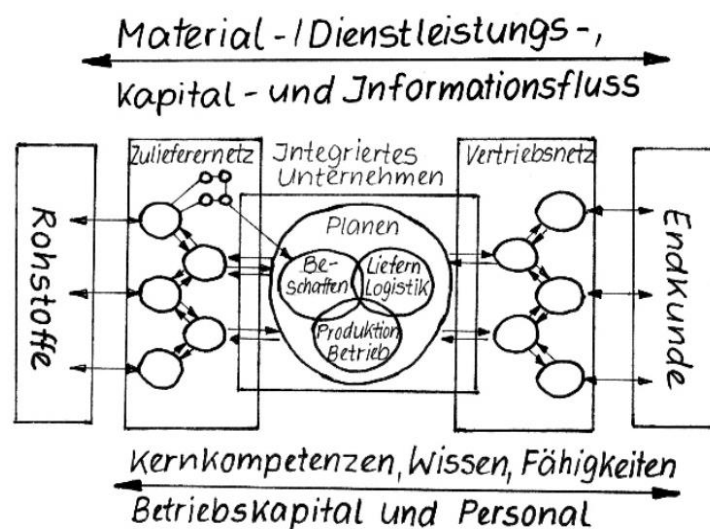 Material-/Dienstleistungs-,
Kapital- und Informationsfluss
Zulieferernetz
Integriertes
Unternehmen
Vertriebsnetz
Rohstoffe
Planen
Be-
schaffen
Liefern
Logistik
Produktion
Betrieb
Endkunde
Kernkompetenzen, Wissen, Fähigkeiten
Betriebskapital und Personal